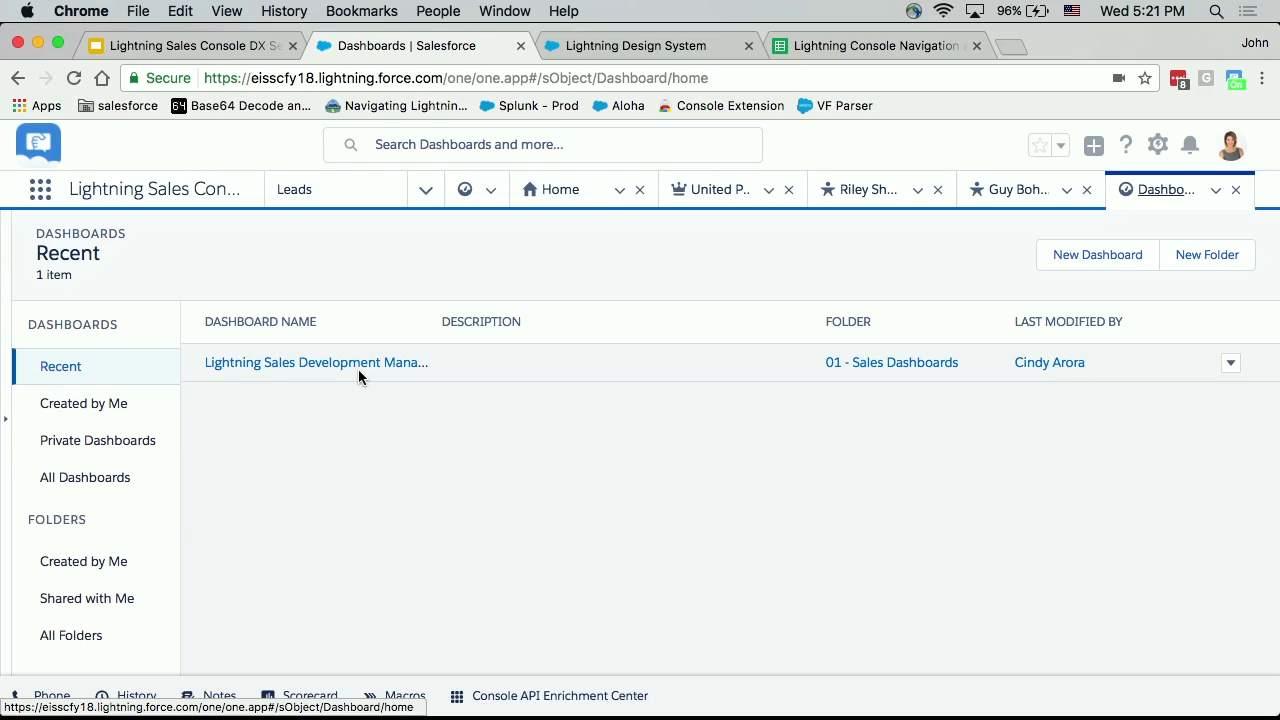 Chrome File Edit View History Bookmarks People Window Help 96% Wed 5:21 PM
Lightning Sales Console DX Se Dashboards | Salesforce Lightning Design System Lightning Console Navigation John
Secure https://eisscfy18.lightning.force.com/one/one.app#/sObject/Dashboard/home
Apps salesforce 64 Base64 Decode an... Navigating Lightnin... Splunk - Prod Aloha Console Extension VF Parser
Search Dashboards and more...
Lightning Sales Con... Leads Home United P.. Riley Sh... Guy Boh... Dashbo...
DASHBOARDS
Recent
1 item
New Dashboard New Folder
DASHBOARDS
Recent
Created by Me
Private Dashboards
All Dashboards
FOLDERS
Created by Me
Shared with Me
All Folders
DASHBOARD NAME DESCRIPTION FOLDER LAST MODIFIED BY
Lightning Sales Development Mana... 01 - Sales Dashboards Cindy Arora
Phone History Notes Scorecard Macros Console API Enrichment Center
https://eisscfy18.lightning.force.com/one/one.app#/sObject/Dashboard/home